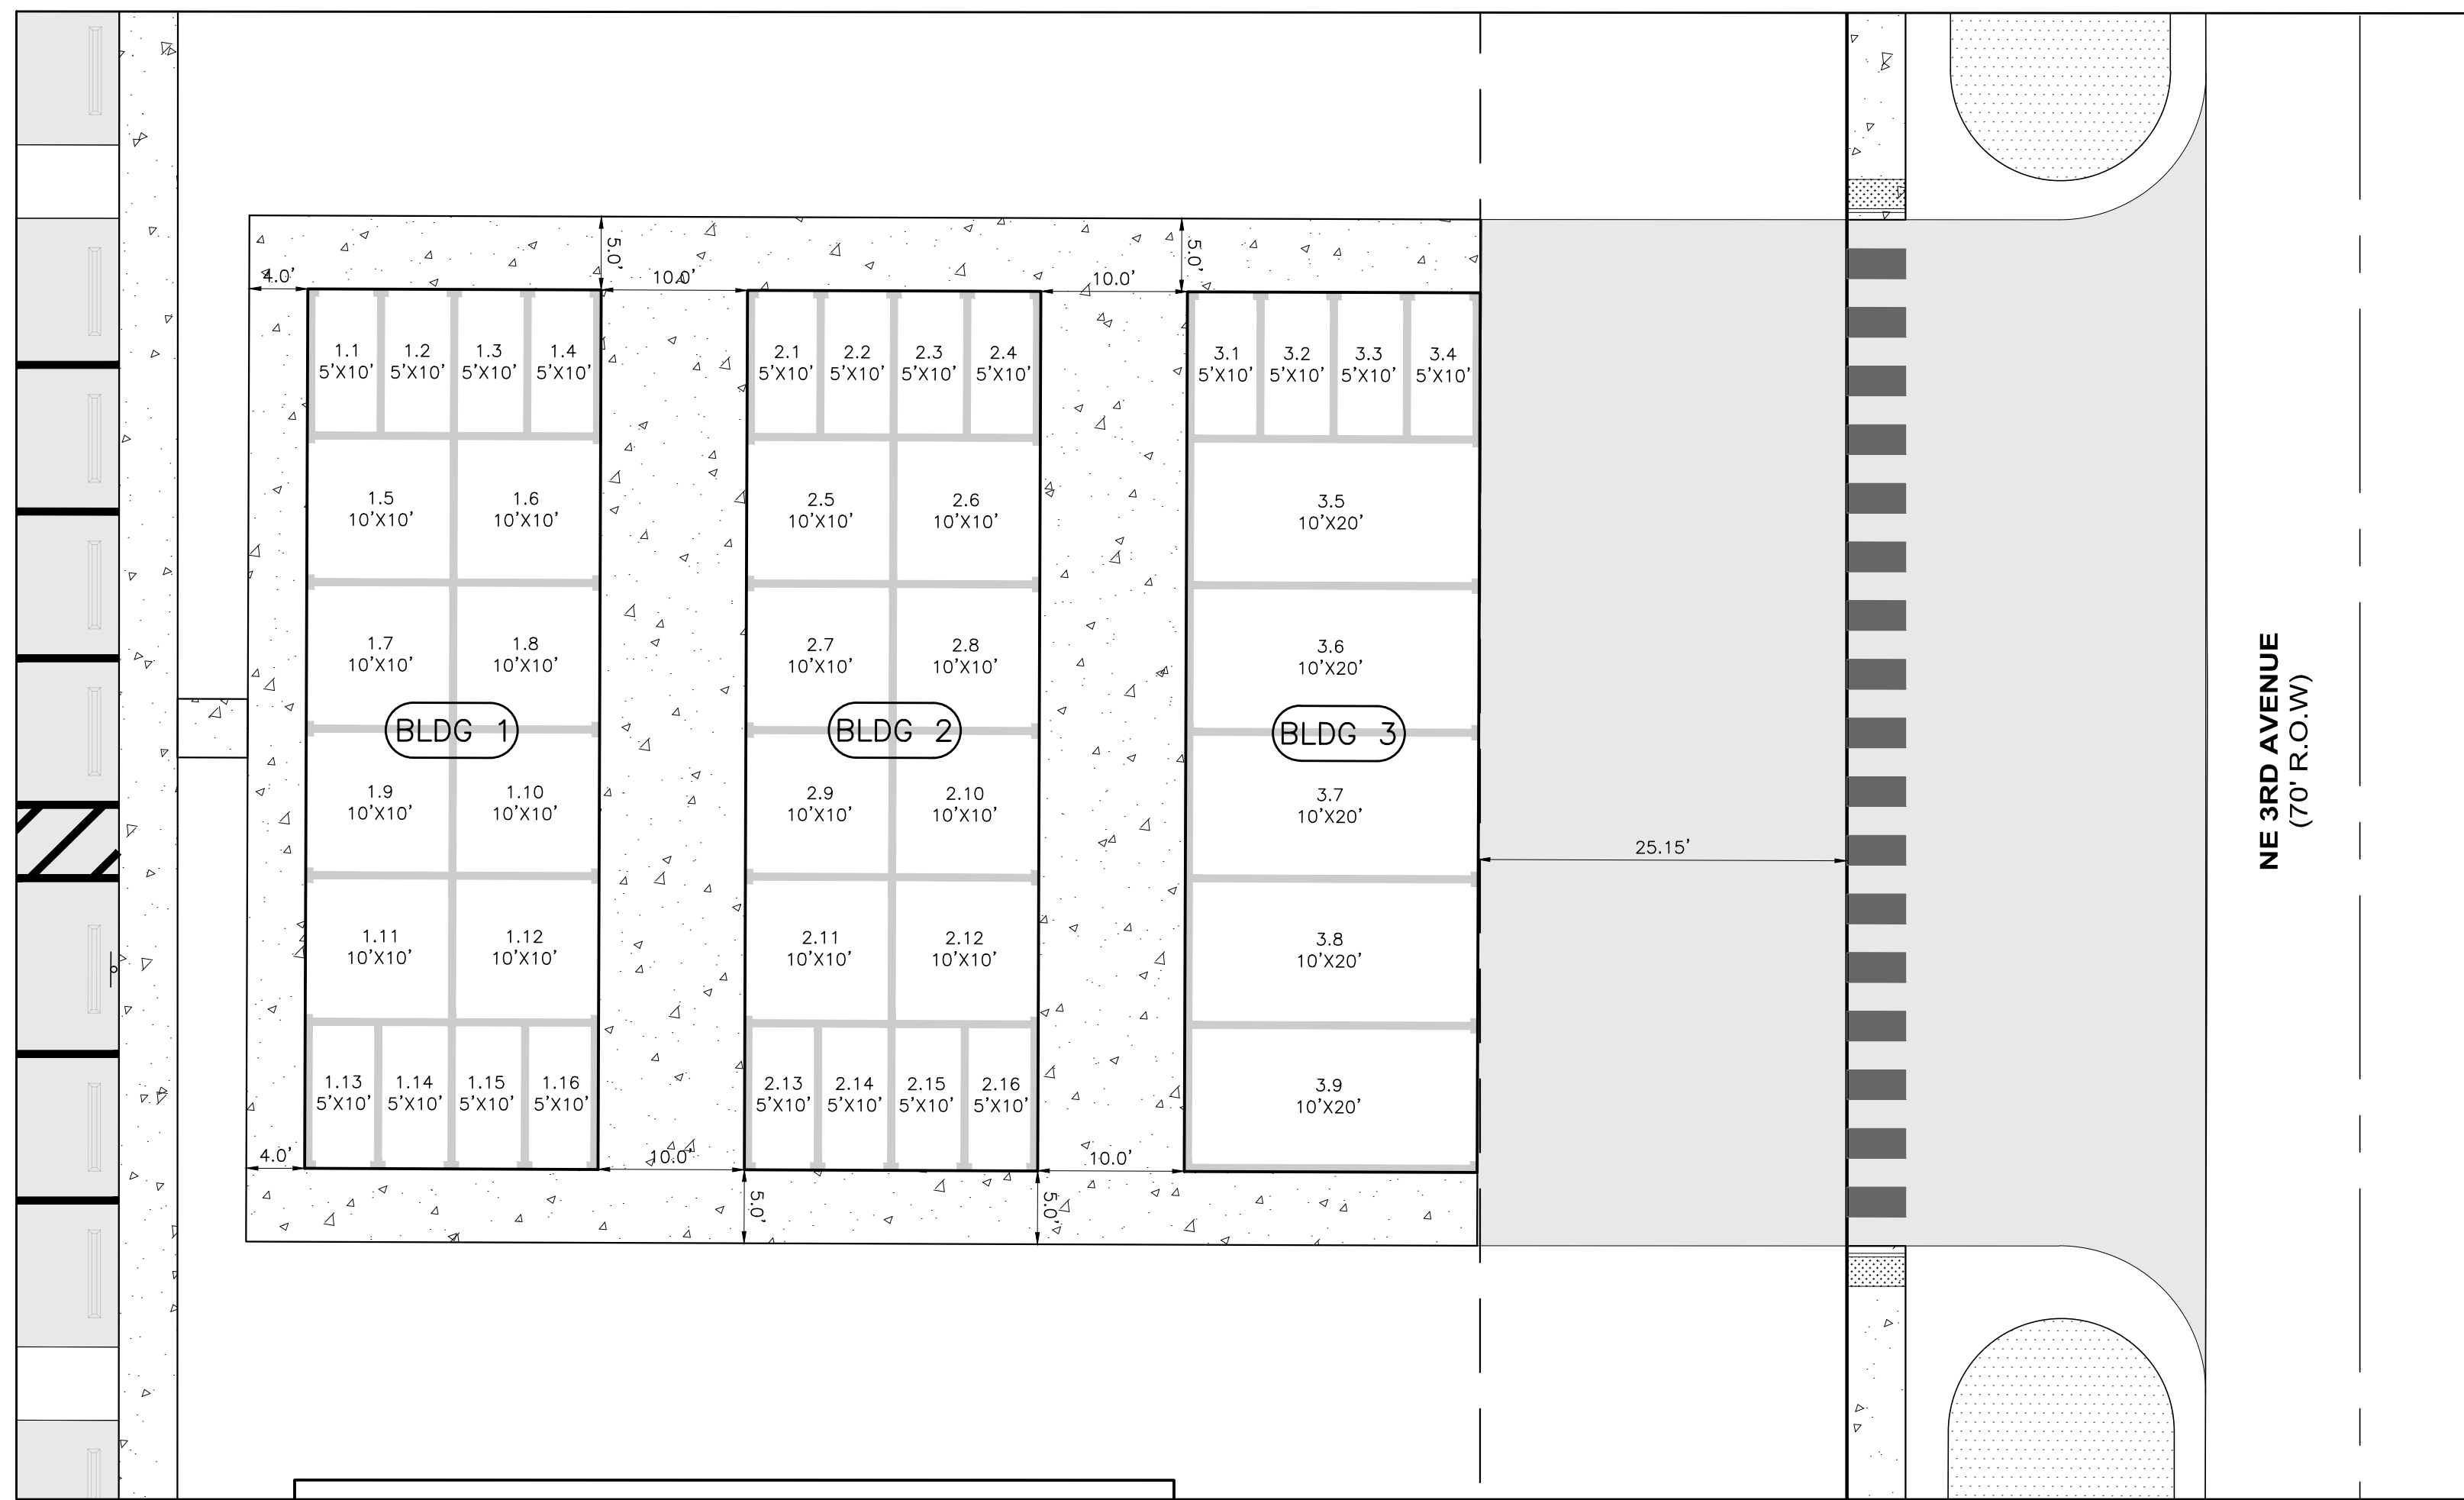 5.0'
5.0'
4.0'
10.0'
10.0'
1.1
5'X10'
1.2
5'X10'
1.3
5'X10'
1.4
5'X10'
2.1
5'X10'
2.2
5'X10'
2.3
5'X10'
2.4
5'X10'
3.1
5'X10'
3.2
5'X10'
3.3
5'X10'
3.4
5'X10'
1.5
10'X10'
1.6
10'X10'
2.5
10'X10'
2.6
10'X10'
3.5
10'X20'
1.7
10'X10'
1.8
10'X10'
2.7
10'X10'
2.8
10'X10'
3.6
10'X20'
BLDG 1
BLDG 2
BLDG 3
NE 3RD AVENUE
(70' R.O.W)
1.9
10'X10'
1.10
10'X10'
2.9
10'X10'
2.10
10'X10'
3.7
10'X20'
25.15'
1.11
10'X10'
1.12
10'X10'
2.11
10'X10'
2.12
10'X10'
3.8
10'X20'
1.13
5'X10'
1.14
5'X10'
1.15
5'X10'
1.16
5'X10'
2.13
5'X10'
2.14
5'X10'
2.15
5'X10'
2.16
5'X10'
3.9
10'X20'
4.0'
10.0'
10.0'
5.0'
5.0'